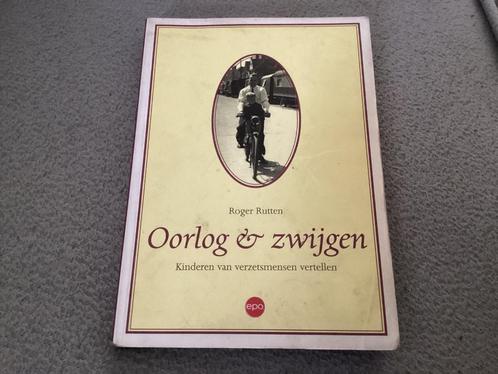 Roger Rutten
Oorlog & zwijgen
Kinderen van verzetsmensen vertellen
epo